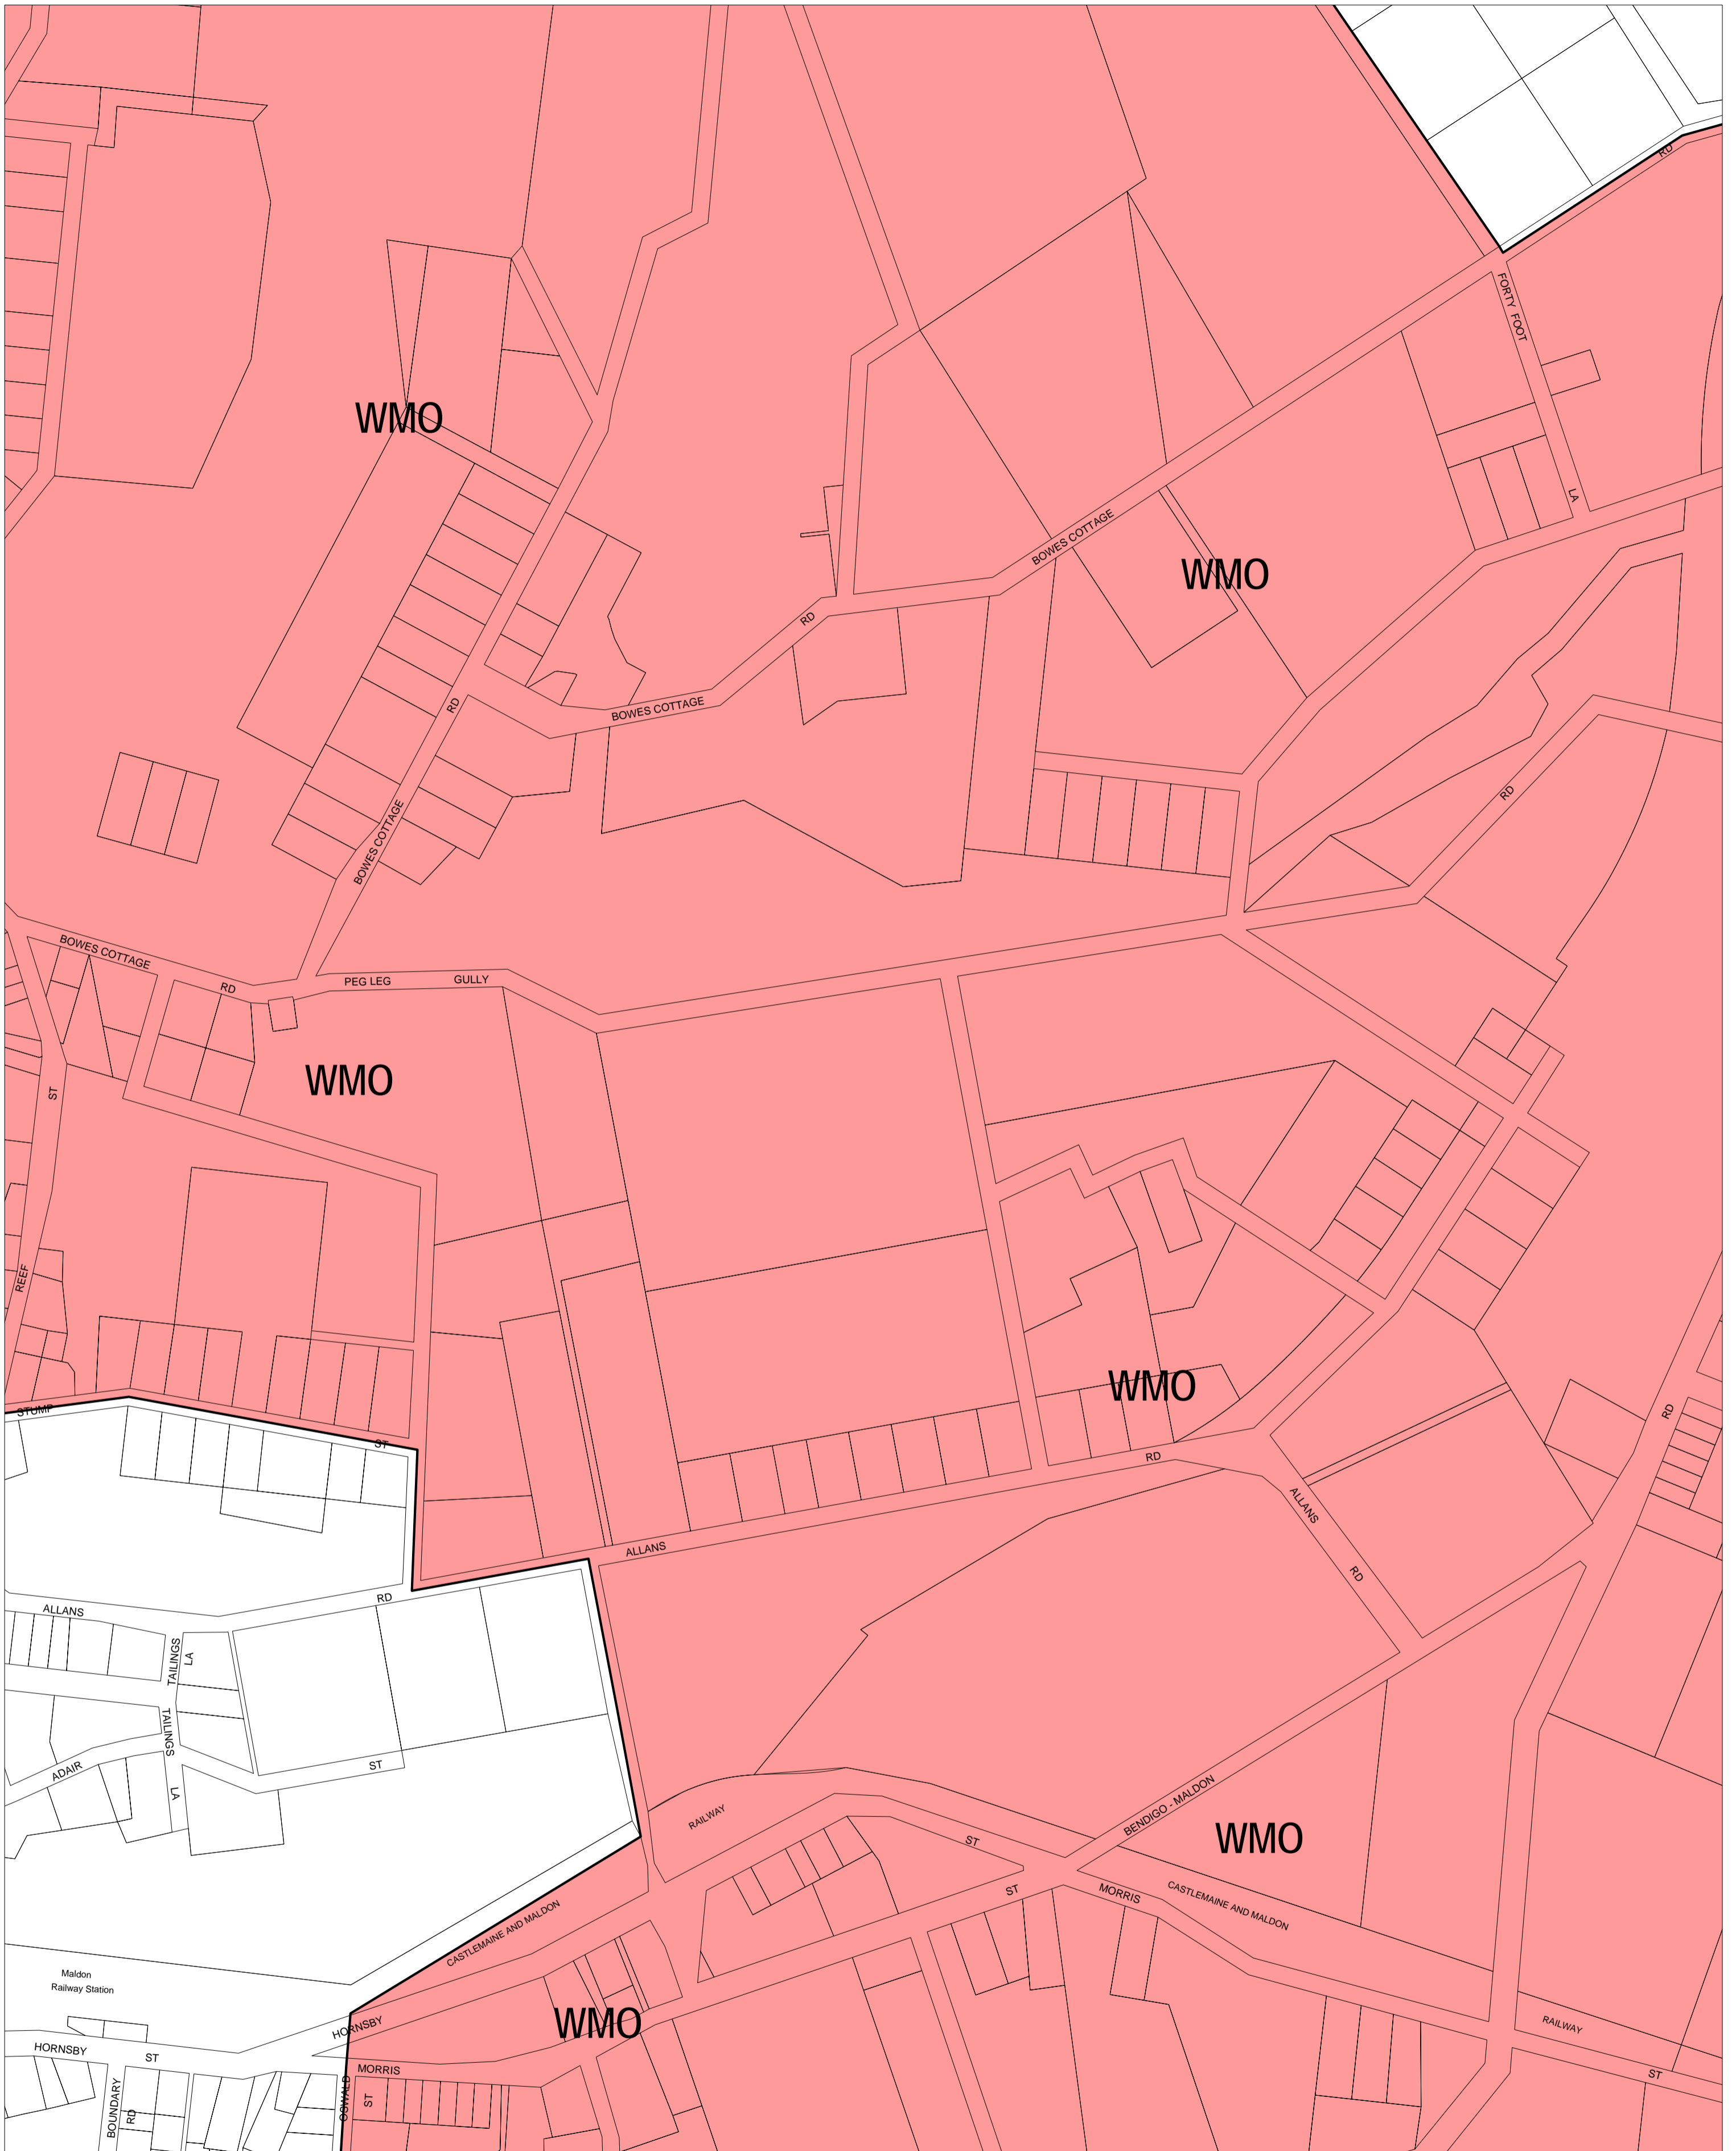 RD
FORTY FOOT
LA
WMO
BOWES COTTAGE
WMO
RD
BOWES COTTAGE
RD
BOWES COTTAGE
RD
BOWES COTTAGE
RD
PEG LEG GULLY
WMO
ST
REEF
STUMP
ST
WMO
RD
RD
ALLANS
ALLANS
RD
RD
ALLANS
TAILINGS
LA
TAILINGS
LA
ADAIR
ST
RAILWAY
BENDIGO - MALDON
WMO
ST
ST
MORRIS
CASTLEMAINE AND MALDON
CASTLEMAINE AND MALDON
Maldon
Railway Station
WMO
HORNSBY
RAILWAY
HORNSBY
ST
MORRIS
ST
OSWALD
ST
BOUNDARY
RD